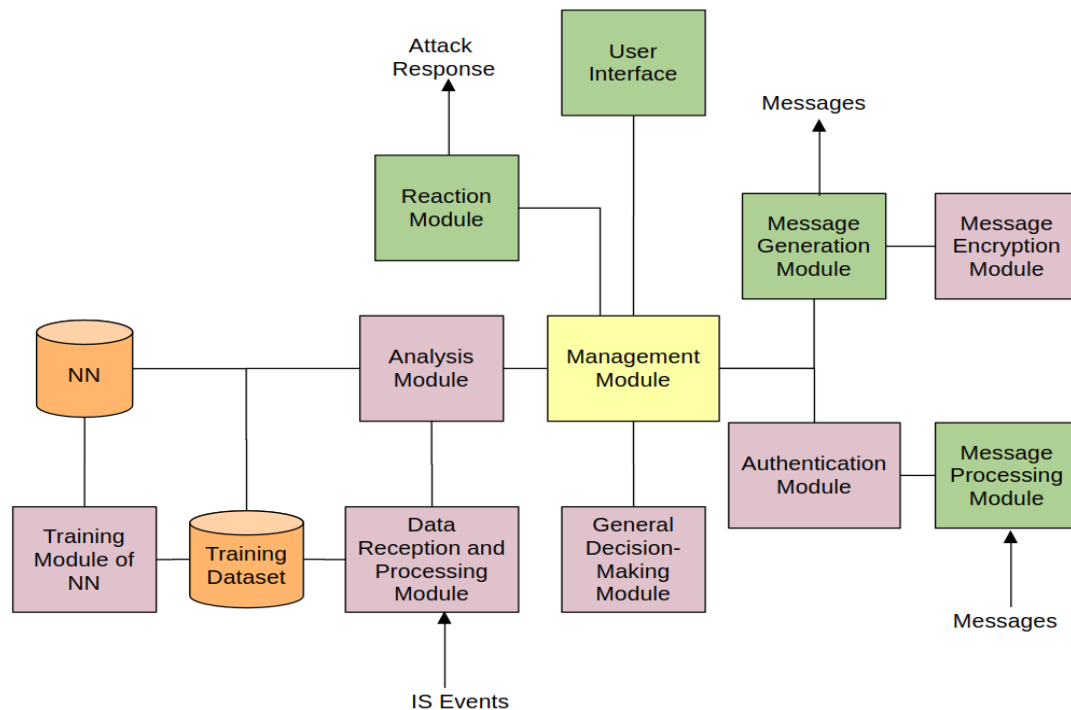 Attack
Response
User
Interface
Messages
Reaction
Module
Message
Generation
Module
Message
Encryption
Module
NN
Analysis
Module
Management
Module
Authentication
Module
Message
Processing
Module
Training
Module of
NN
Training
Dataset
Data
Reception and
Processing
Module
General
Decision-
Making
Module
Messages
IS Events